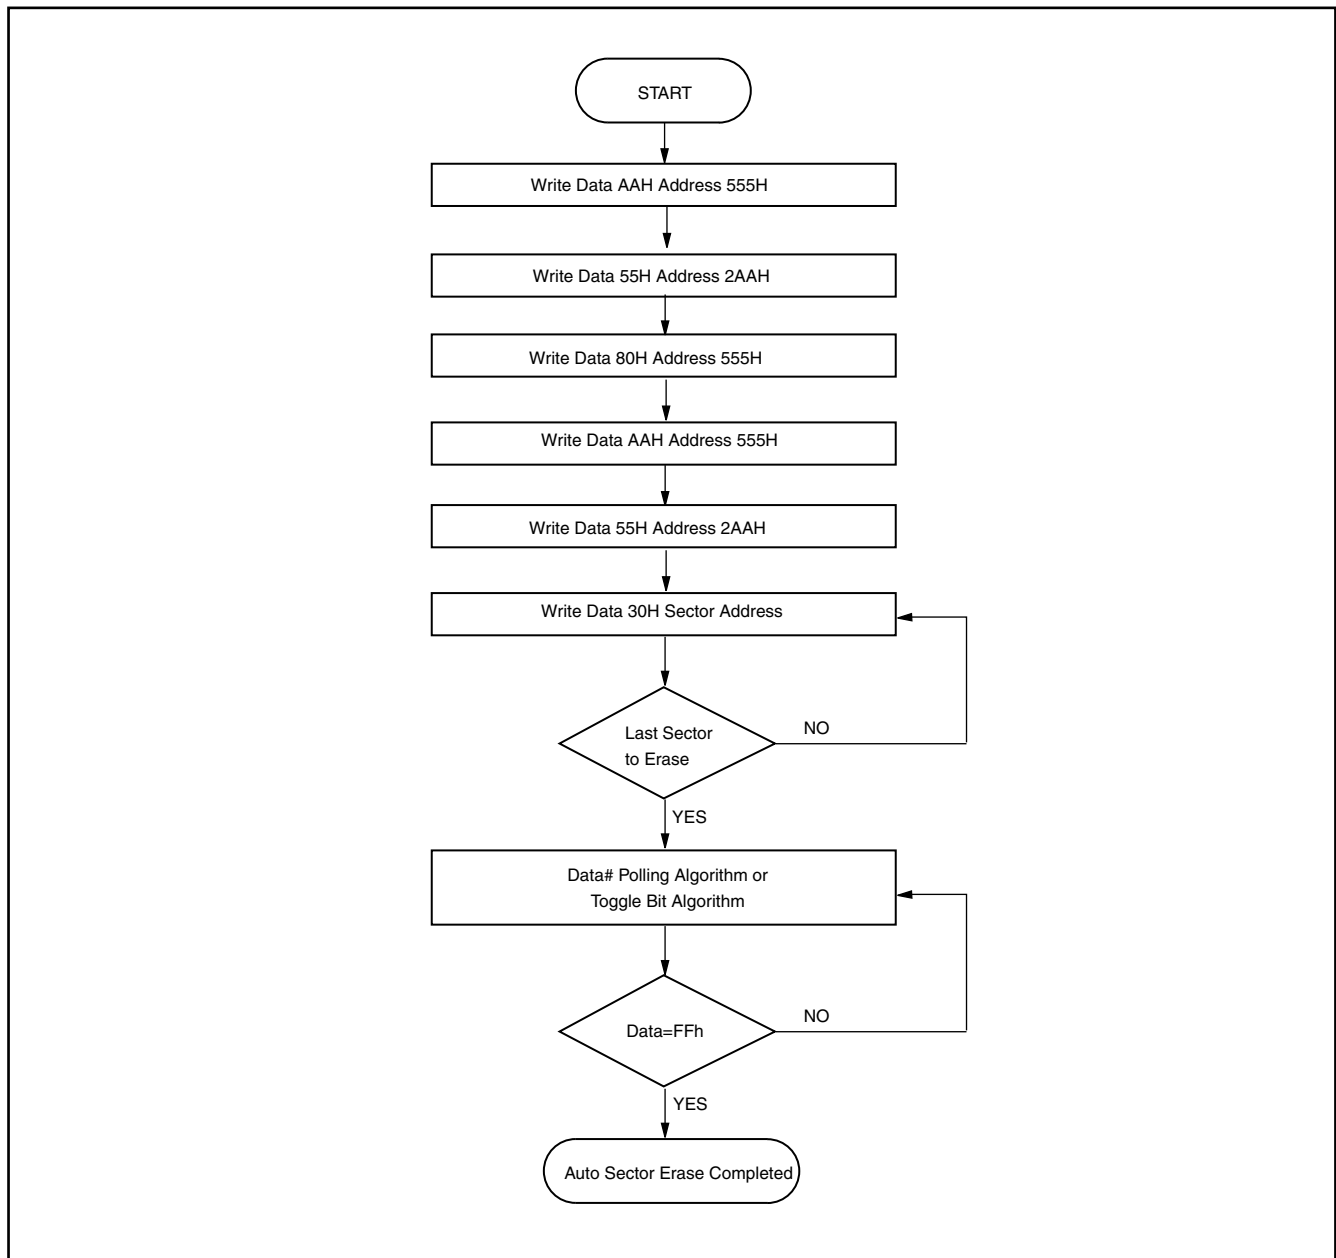 START
Write Data AAH Address 555H
Write Data 55H Address 2AAH
Write Data 80H Address 555H
Write Data AAH Address 555H
Write Data 55H Address 2AAH
Write Data 30H Sector Address
Last Sector
to Erase
NO
YES
Data# Polling Algorithm or
Toggle Bit Algorithm
Data=FFh
NO
YES
Auto Sector Erase Completed